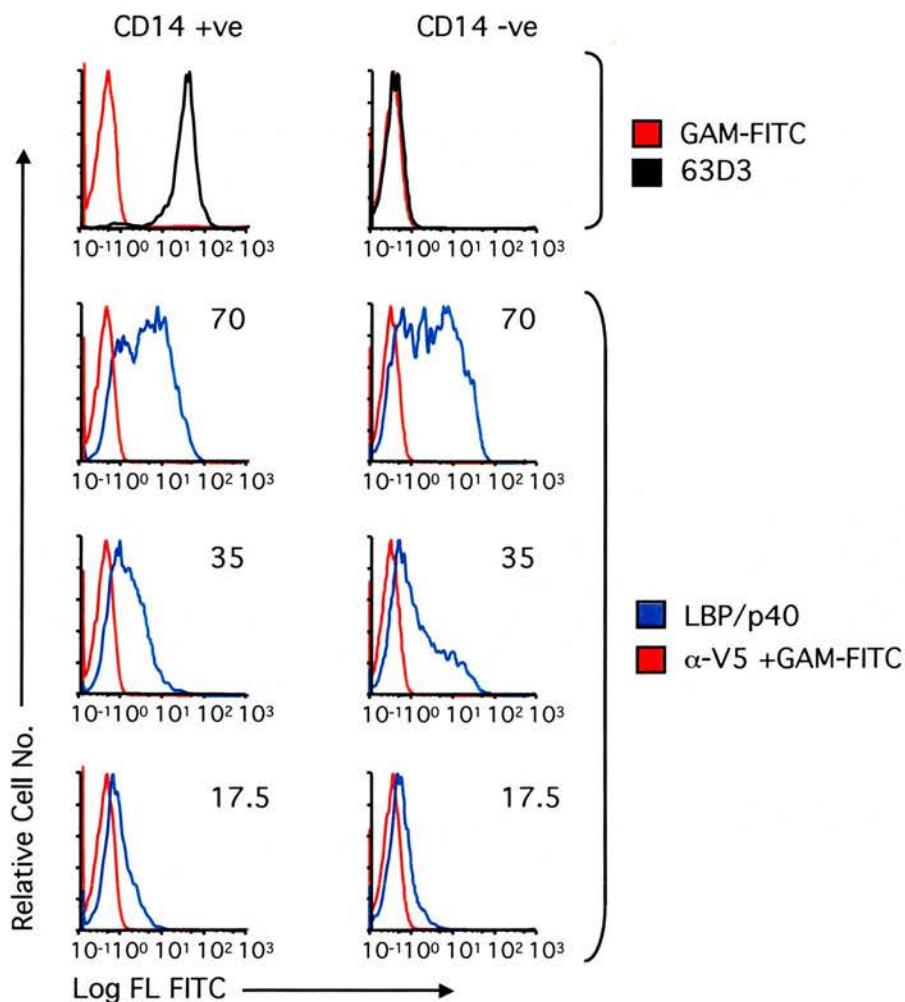 CD14 +ve
CD14 -ve
GAM-FITC
63D3
10⁻¹10⁰ 10¹ 10² 10³
10⁻¹10⁰ 10¹ 10² 10³
70
70
10⁻¹10⁰ 10¹ 10² 10³
10⁻¹10⁰ 10¹ 10² 10³
35
35
LBP/p40
α-V5 +GAM-FITC
10⁻¹10⁰ 10¹ 10² 10³
10⁻¹10⁰ 10¹ 10² 10³
17.5
17.5
10⁻¹10⁰ 10¹ 10² 10³
10⁻¹10⁰ 10¹ 10² 10³
Relative Cell No.
Log FL FITC